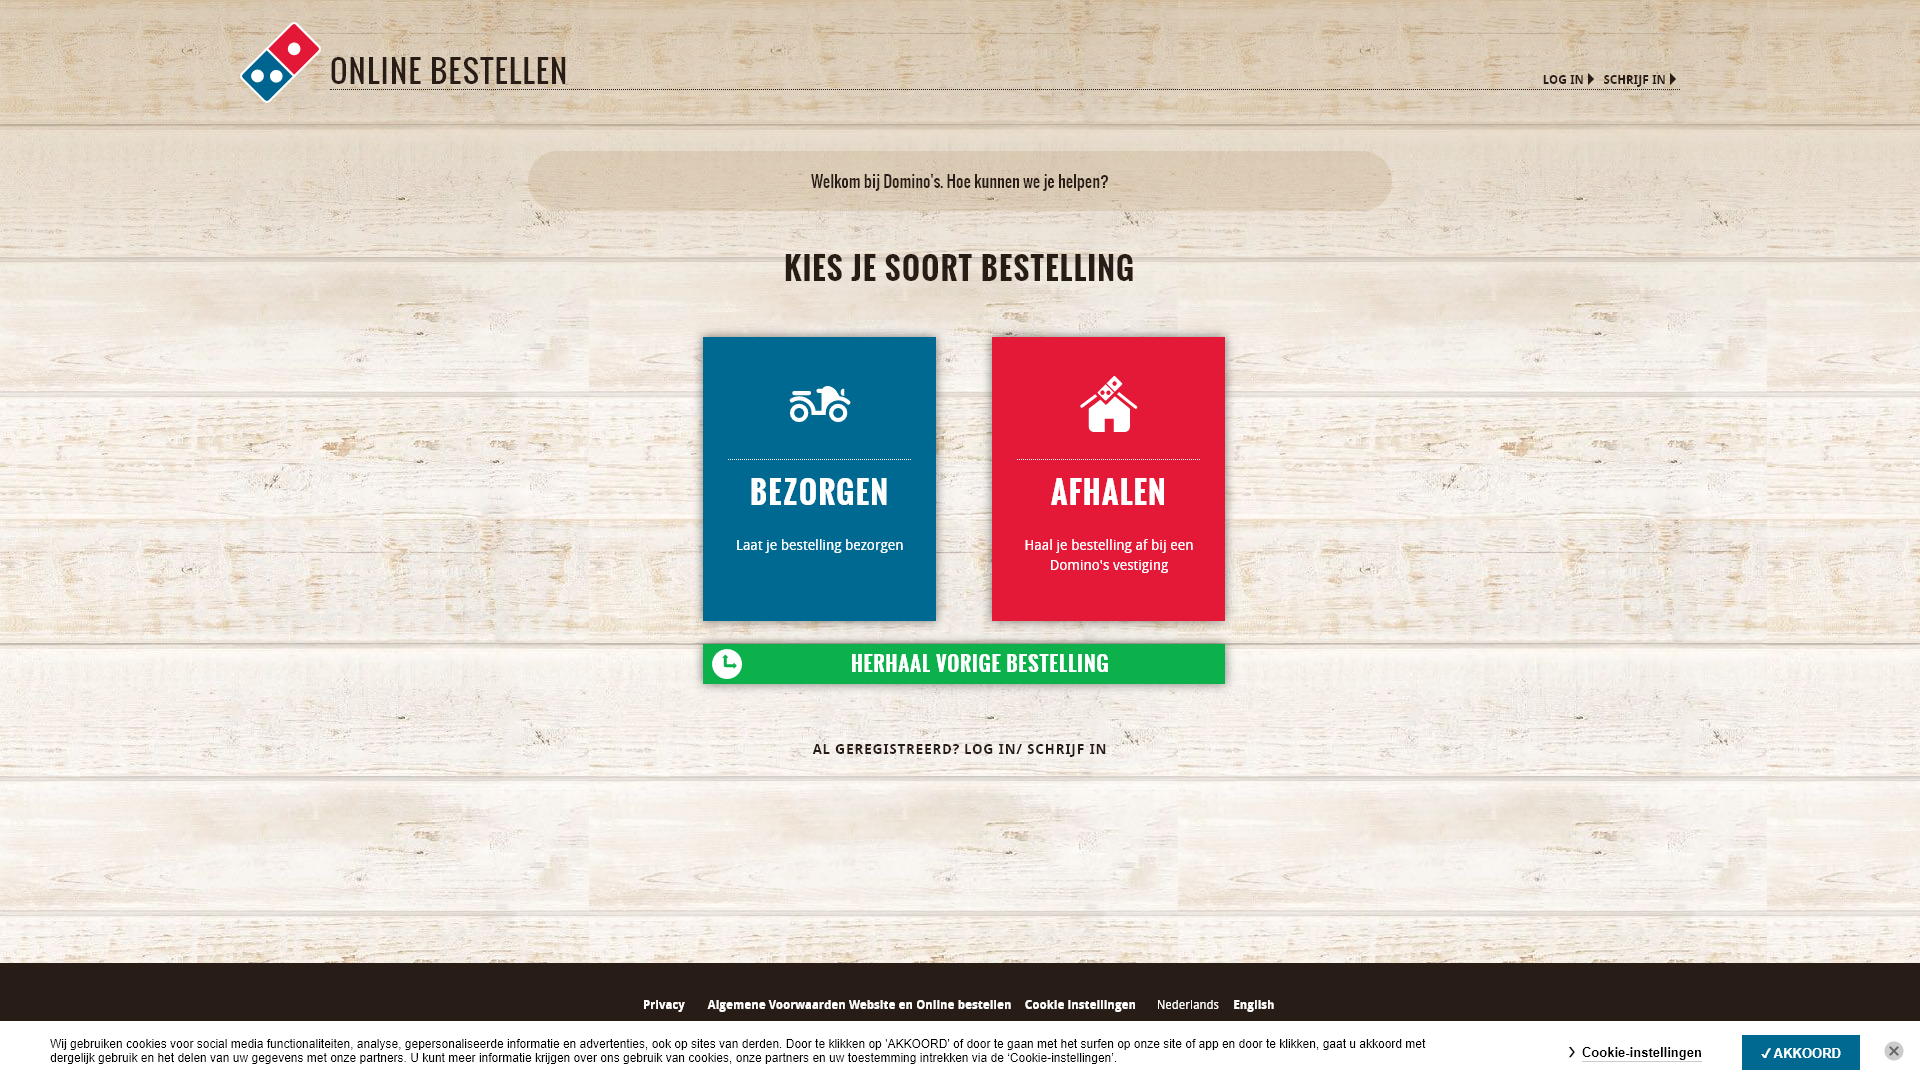 ONLINE BESTELLEN
LOG IN SCHRIJF IN
Welkom bij Domino's. Hoe kunnen we je helpen?
KIES JE SOORT BESTELLING
BEZORGEN
Laat je bestelling bezorgen
AFHALEN
Haal je bestelling af bij een
Domino's vestiging
HERHAAL VORIGE BESTELLING
AL GEREGISTREERD? LOG IN/ SCHRIJF IN
Privacy Algemene Voorwaarden Website en Online bestellen Cookie Instellingen Nederlands English
Wij gebruiken cookies voor social media functionaliteiten, analyse, gepersonaliseerde informatie en advertenties, ook op sites van derden. Door te klikken op 'AKKOORD' of door te gaan met het surfen op onze site of app en door te klikken, gaat u akkoord met
dergelijk gebruik en het delen van uw gegevens met onze partners. U kunt meer informatie krijgen over ons gebruik van cookies, onze partners en uw toestemming intrekken via de 'Cookie-instellingen'.
Cookie-instellingen
✓ AKKOORD